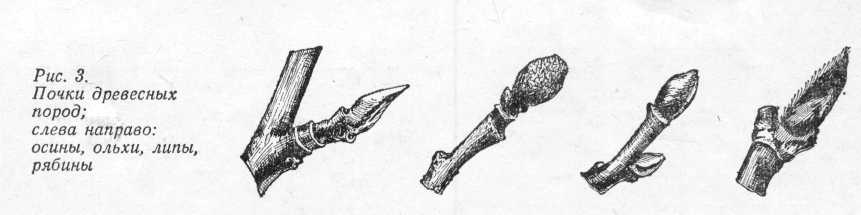 Рис. 3.
Почки древесных
пород;
слева направо:
осины, ольхи, липы,
рябины